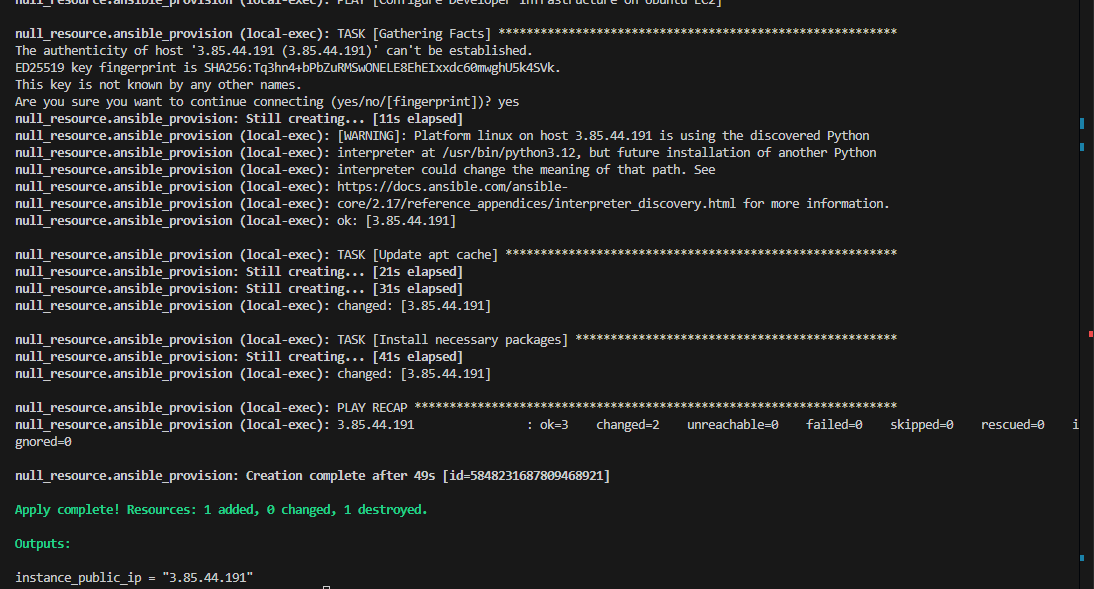 null_resource.ansible_provision (local-exec): PLAY [Configure Developer Infrastructure on Ubuntu EC2]
null_resource.ansible_provision (local-exec): TASK [Gathering Facts] *********************************************************
The authenticity of host '3.85.44.191 (3.85.44.191)' can't be established.
ED25519 key fingerprint is SHA256:Tq3hn4+bPbZuRMSwONELE8EhEIxxdc60mwghU5k4SVk.
This key is not known by any other names.
Are you sure you want to continue connecting (yes/no/[fingerprint])? yes
null_resource.ansible_provision: Still creating... [11s elapsed]
null_resource.ansible_provision (local-exec): [WARNING]: Platform linux on host 3.85.44.191 is using the discovered Python
null_resource.ansible_provision (local-exec): interpreter at /usr/bin/python3.12, but future installation of another Python
null_resource.ansible_provision (local-exec): interpreter could change the meaning of that path. See
null_resource.ansible_provision (local-exec): https://docs.ansible.com/ansible-
null_resource.ansible_provision (local-exec): core/2.17/reference_appendices/interpreter_discovery.html for more information.
null_resource.ansible_provision (local-exec): ok: [3.85.44.191]
null_resource.ansible_provision (local-exec): TASK [Update apt cache] ********************************************************
null_resource.ansible_provision: Still creating... [21s elapsed]
null_resource.ansible_provision: Still creating... [31s elapsed]
null_resource.ansible_provision (local-exec): changed: [3.85.44.191]
null_resource.ansible_provision (local-exec): TASK [Install necessary packages] **********************************************
null_resource.ansible_provision: Still creating... [41s elapsed]
null_resource.ansible_provision (local-exec): changed: [3.85.44.191]
null_resource.ansible_provision (local-exec): PLAY RECAP *********************************************************************
null_resource.ansible_provision (local-exec): 3.85.44.191                : ok=3    changed=2    unreachable=0    failed=0    skipped=0    rescued=0    i
gnored=0
null_resource.ansible_provision: Creation complete after 49s [id=5848231687809468921]
Apply complete! Resources: 1 added, 0 changed, 1 destroyed.
Outputs:
instance_public_ip = "3.85.44.191"